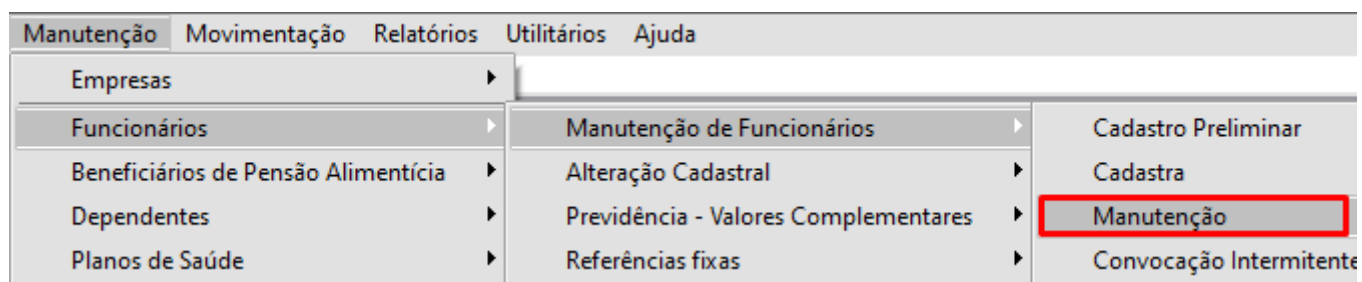 Manutenção Movimentação Relatórios Utilitários Ajuda
Empresas
Funcionários
Beneficiários de Pensão Alimentícia
Dependentes
Planos de Saúde
Manutenção de Funcionários
Alteração Cadastral
Previdência - Valores Complementares
Referências fixas
Cadastro Preliminar
Cadastra
Manutenção
Convocação Intermitente